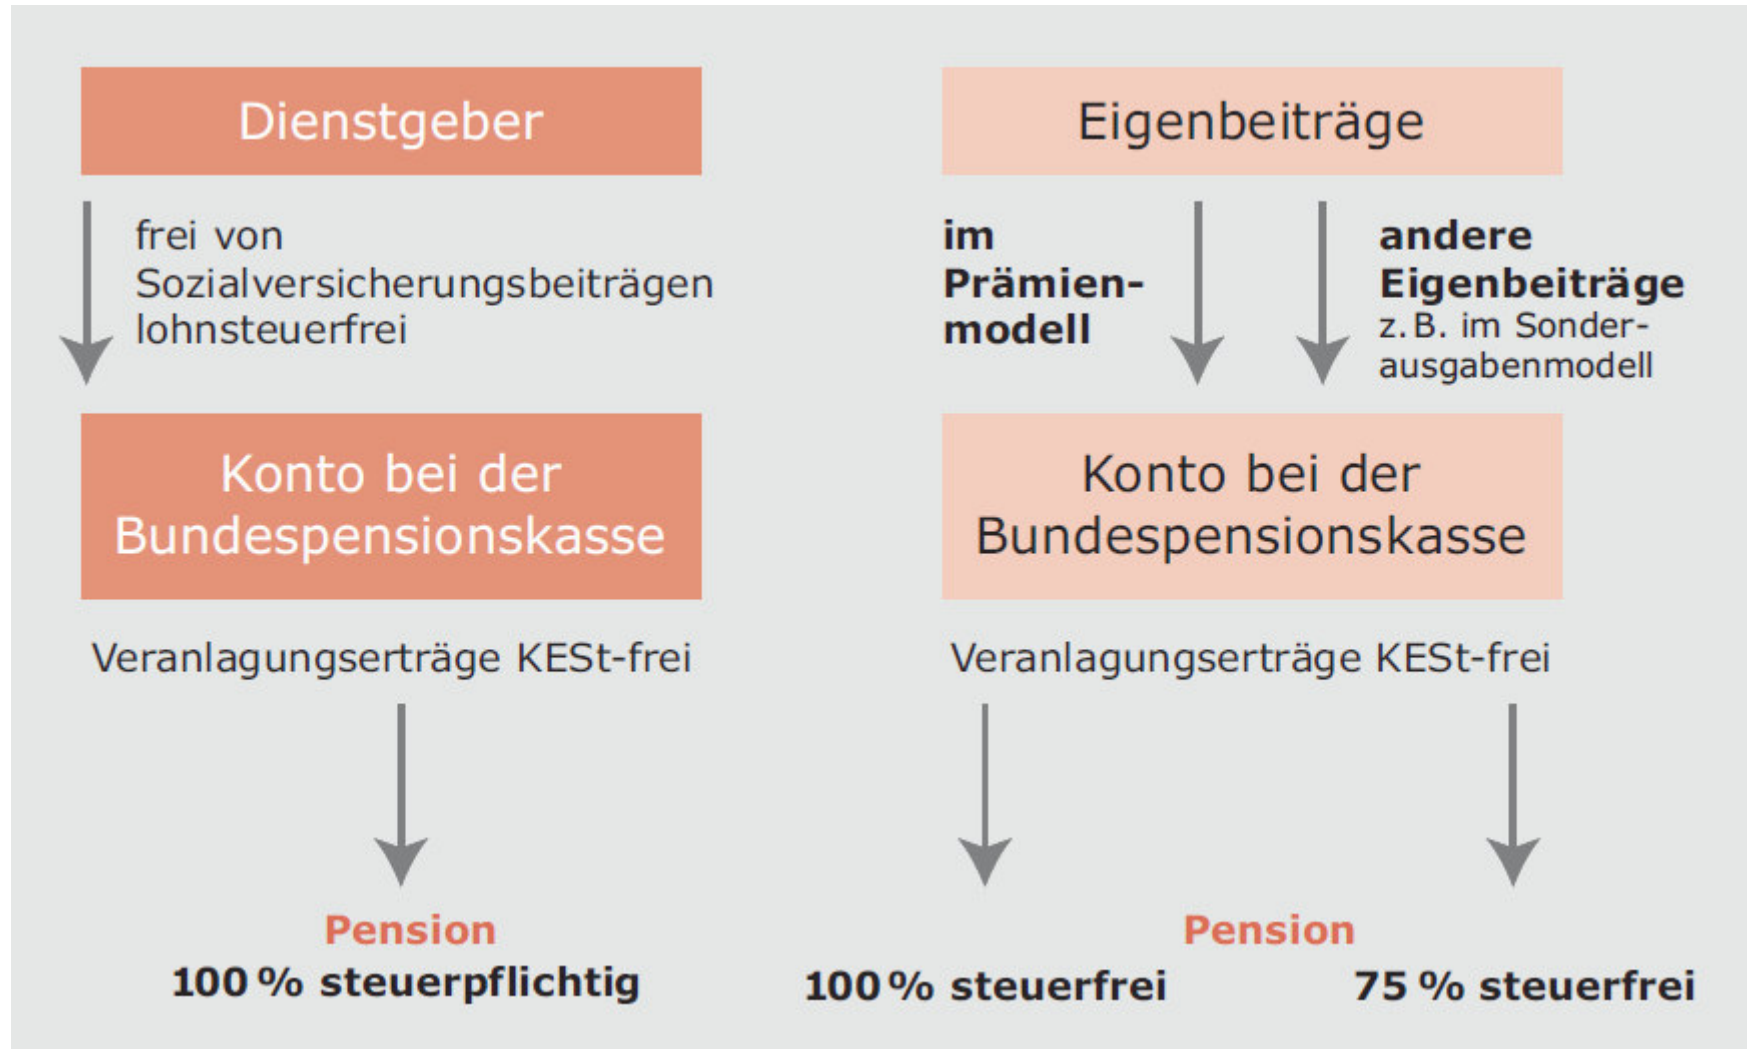 Dienstgeber
frei von
Sozialversicherungsbeiträgen
lohnsteuerfrei
Konto bei der
Bundespensionskasse
Veranlagungserträge KESt-frei
Pension
100 % steuerpflichtig
Eigenbeiträge
im
Prämien-
modell
andere
Eigenbeiträge
z. B. im Sonder-
ausgabenmodell
Konto bei der
Bundespensionskasse
Veranlagungserträge KESt-frei
Pension
100 % steuerfrei
75 % steuerfrei